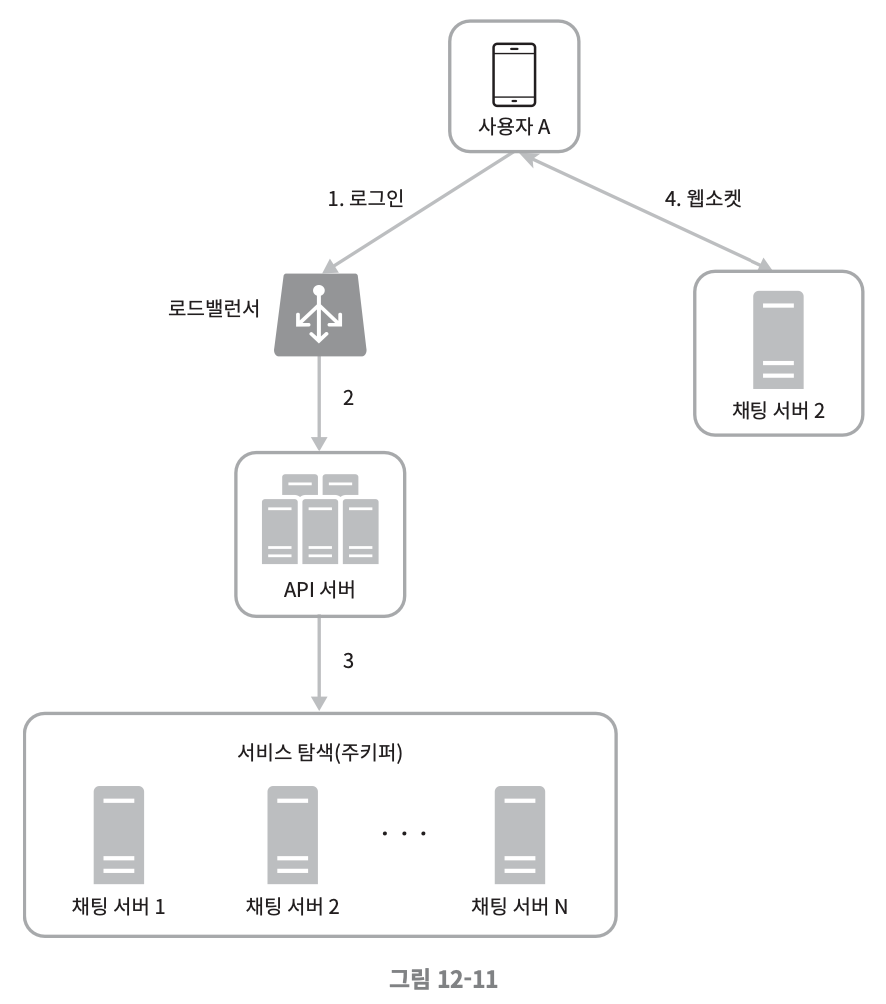 사용자 A
1. 로그인
4. 웹소켓
로드밸런서
채팅 서버 2
2
API 서버
3
서비스 탐색(주키퍼)
채팅 서버 1
채팅 서버 2
. . .
채팅 서버 N
그림 12-11